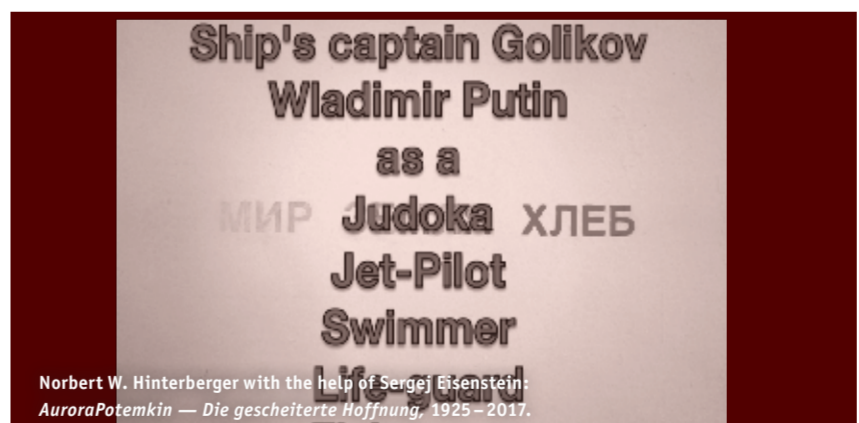 Ship's captain Golikov
Wladimir Putin
as a
МИР Judoka ХЛЕБ
Jet-Pilot
Swimmer
Life-guard
Norbert W. Hinterberger with the help of Sergej Eisenstein:
AuroraPotemkin — Die gescheiterte Hoffnung, 1925–2017.